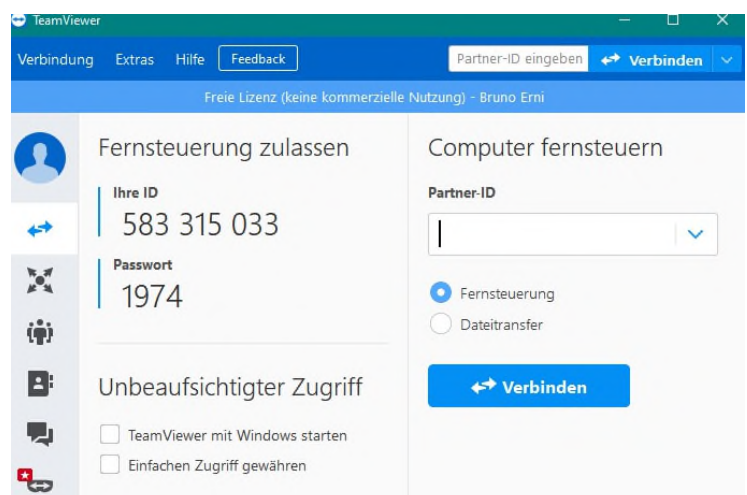 TeamViewer
Verbindung Extras Hilfe Feedback Partner-ID eingeben Verbinden
Freie Lizenz (keine kommerzielle Nutzung) - Bruno Erni
Fernsteuerung zulassen
Ihre ID
583 315 033
Passwort
1974
Unbeaufsichtigter Zugriff
TeamViewer mit Windows starten
Einfachen Zugriff gewähren
Computer fernsteuern
Partner-ID
Fernsteuerung
Dateitransfer
Verbinden